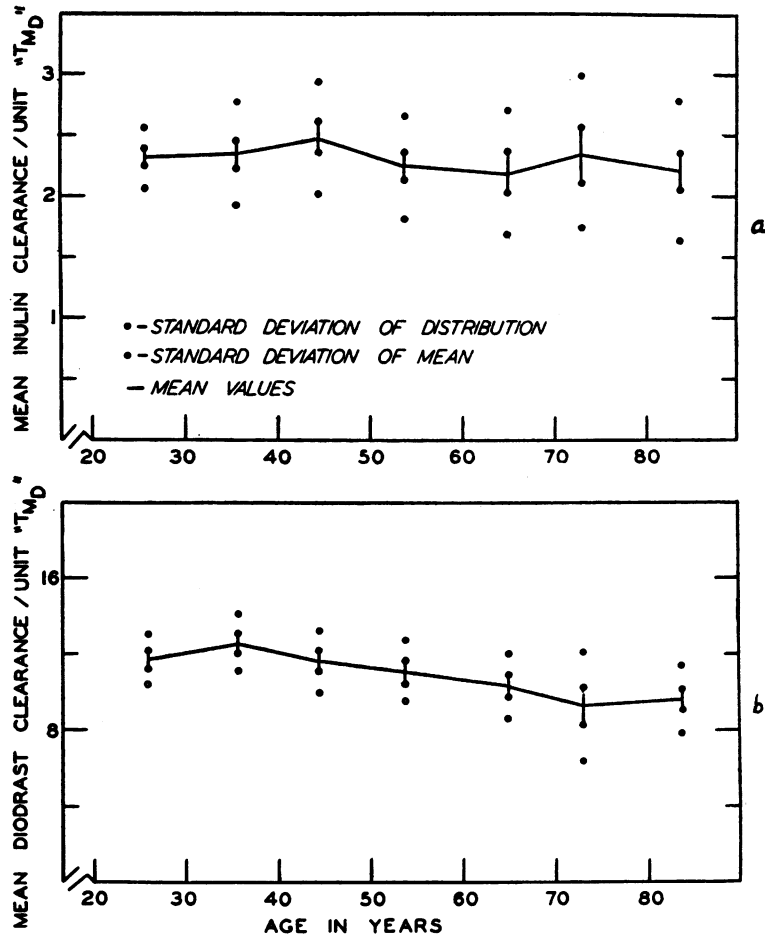 MEAN INULIN CLEARANCE / UNIT "TMD"
3
2
1
• – STANDARD DEVIATION OF DISTRIBUTION
• – STANDARD DEVIATION OF MEAN
– MEAN VALUES
20 30 40 50 60 70 80
a
MEAN DIODRAST CLEARANCE / UNIT "TMD"
16
8
20 30 40 50 60 70 80
AGE IN YEARS
b